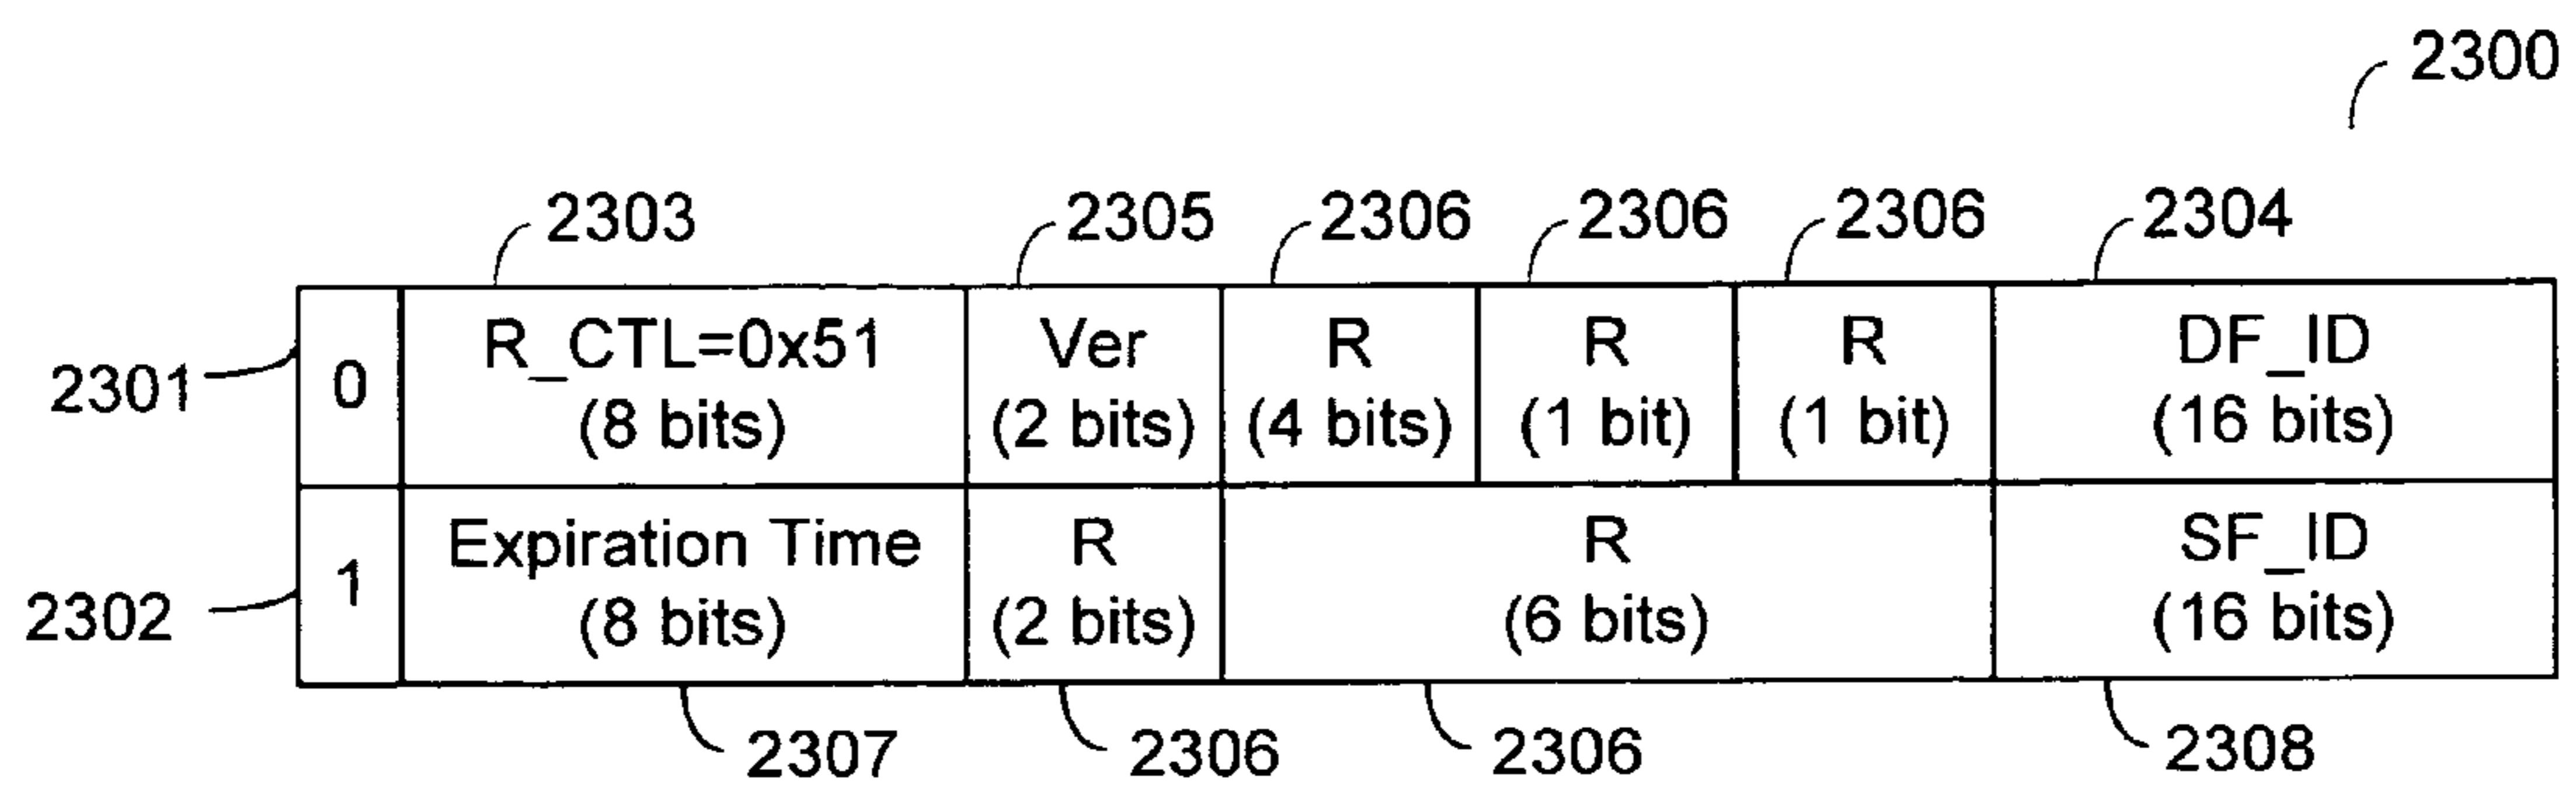 2300
2303 2305 2306 2306 2306 2304
2301 0 R_CTL=0x51 Ver R R R DF_ID
(8 bits) (2 bits) (4 bits) (1 bit) (1 bit) (16 bits)
2302 1 Expiration Time R R SF_ID
(8 bits) (2 bits) (6 bits) (16 bits)
2307 2306 2306 2308